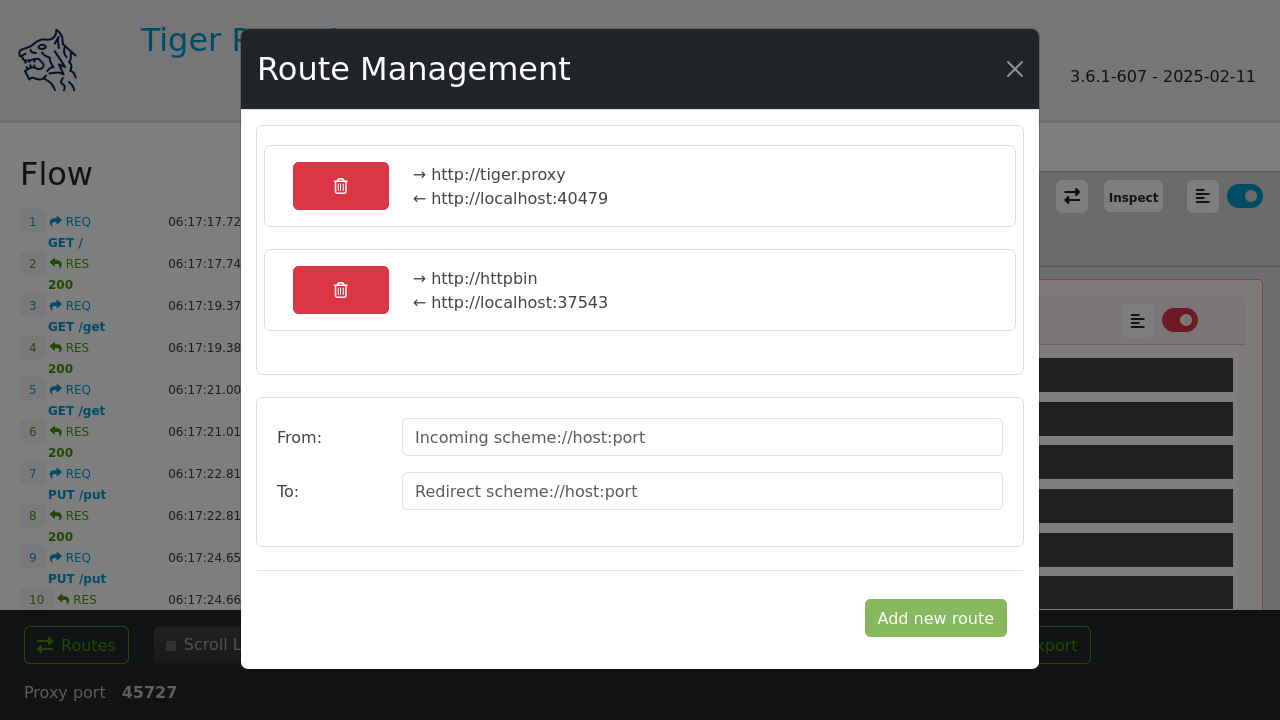 Tiger
3.6.1-607 - 2025-02-11
Route Management
→ http://tiger.proxy
← http://localhost:40479
→ http://httpbin
← http://localhost:37543
From: Incoming scheme://host:port
To: Redirect scheme://host:port
Add new route
Flow
1 REQ 06:17:17.72
GET /
2 RES 06:17:17.74
200
3 REQ 06:17:19.37
GET /get
4 RES 06:17:19.38
200
5 REQ 06:17:21.00
GET /get
6 RES 06:17:21.01
200
7 REQ 06:17:22.81
PUT /put
8 RES 06:17:22.81
200
9 REQ 06:17:24.65
PUT /put
10 RES 06:17:24.66
Inspect
Routes
Scroll L
xport
Proxy port 45727